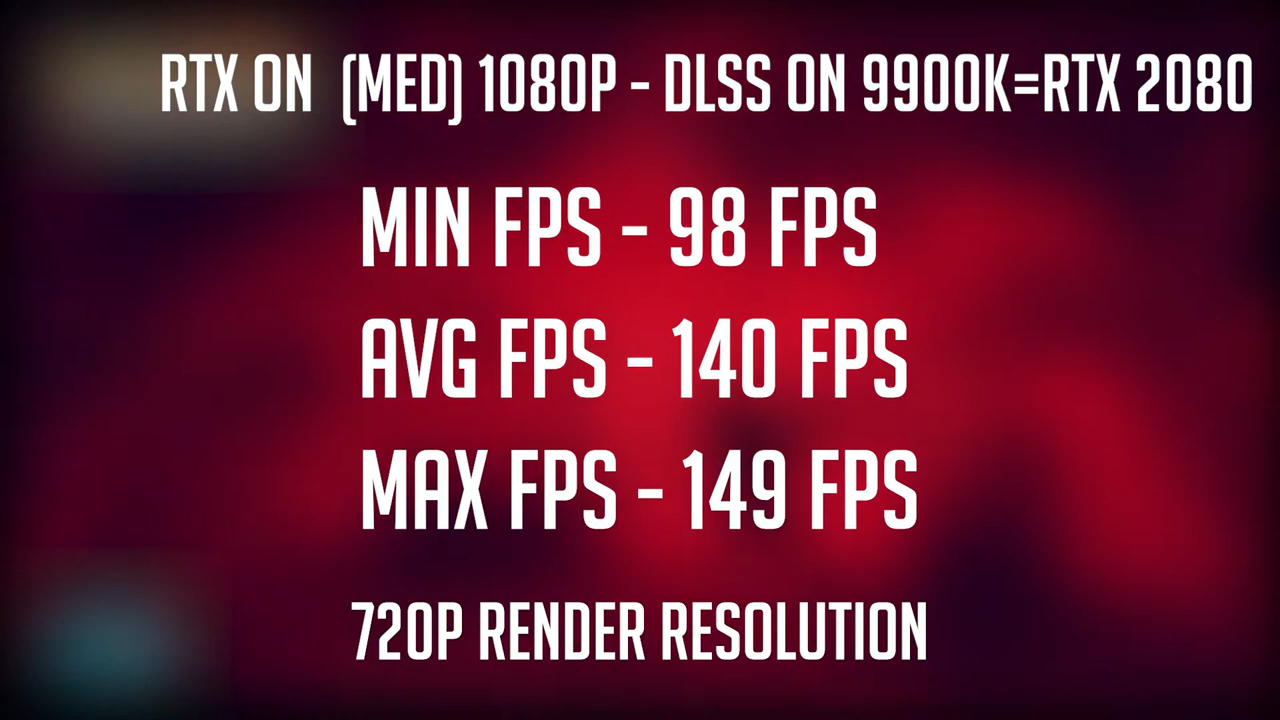 RTX ON (MED) 1080P - DLSS ON 9900K=RTX 2080
MIN FPS - 98 FPS
AVG FPS - 140 FPS
MAX FPS - 149 FPS
720P RENDER RESOLUTION